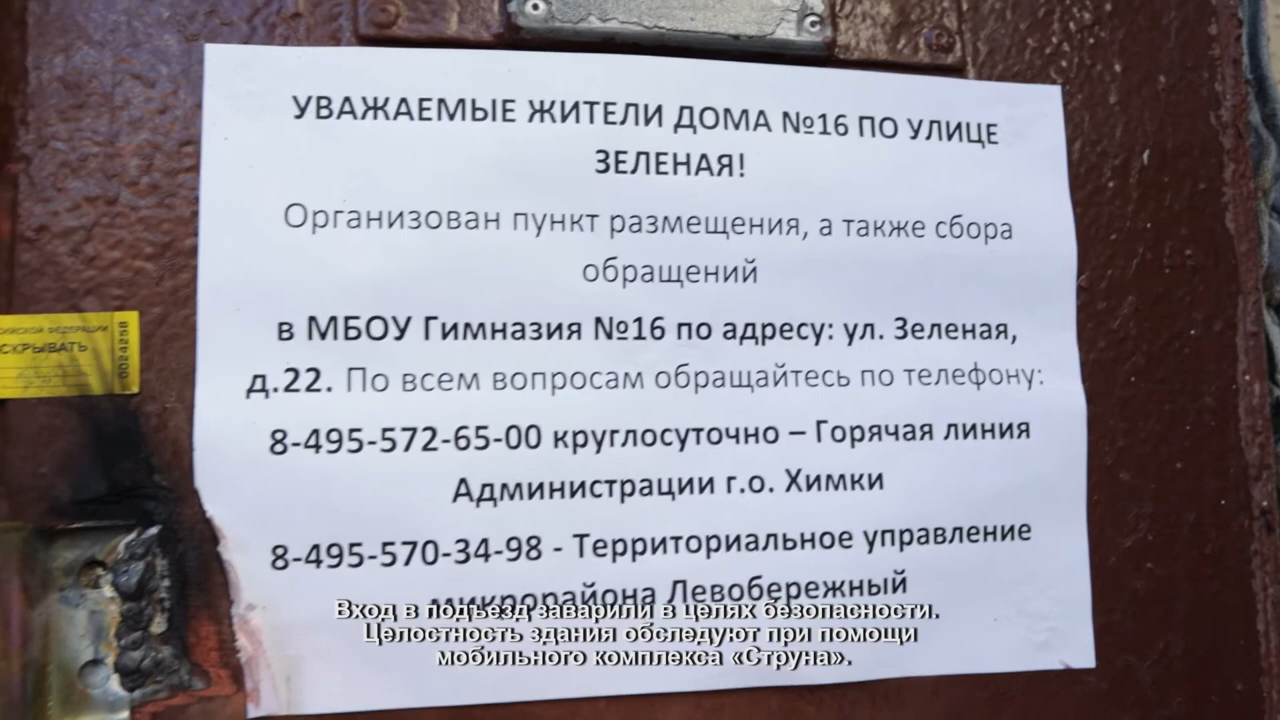 УВАЖАЕМЫЕ ЖИТЕЛИ ДОМА №16 ПО УЛИЦЕ
ЗЕЛЕНАЯ!
Организован пункт размещения, а также сбора
обращений
в МБОУ Гимназия №16 по адресу: ул. Зеленая,
д.22. По всем вопросам обращайтесь по телефону:
8-495-572-65-00 круглосуточно – Горячая линия
Администрации г.о. Химки
8-495-570-34-98 - Территориальное управление
микрорайона Левобережный
ФЕДЕРАЦИИ
СКРЫВАТЬ
0024258
Вход в подъезд заварили в целях безопасности.
Целостность здания обследуют при помощи
мобильного комплекса «Струна».